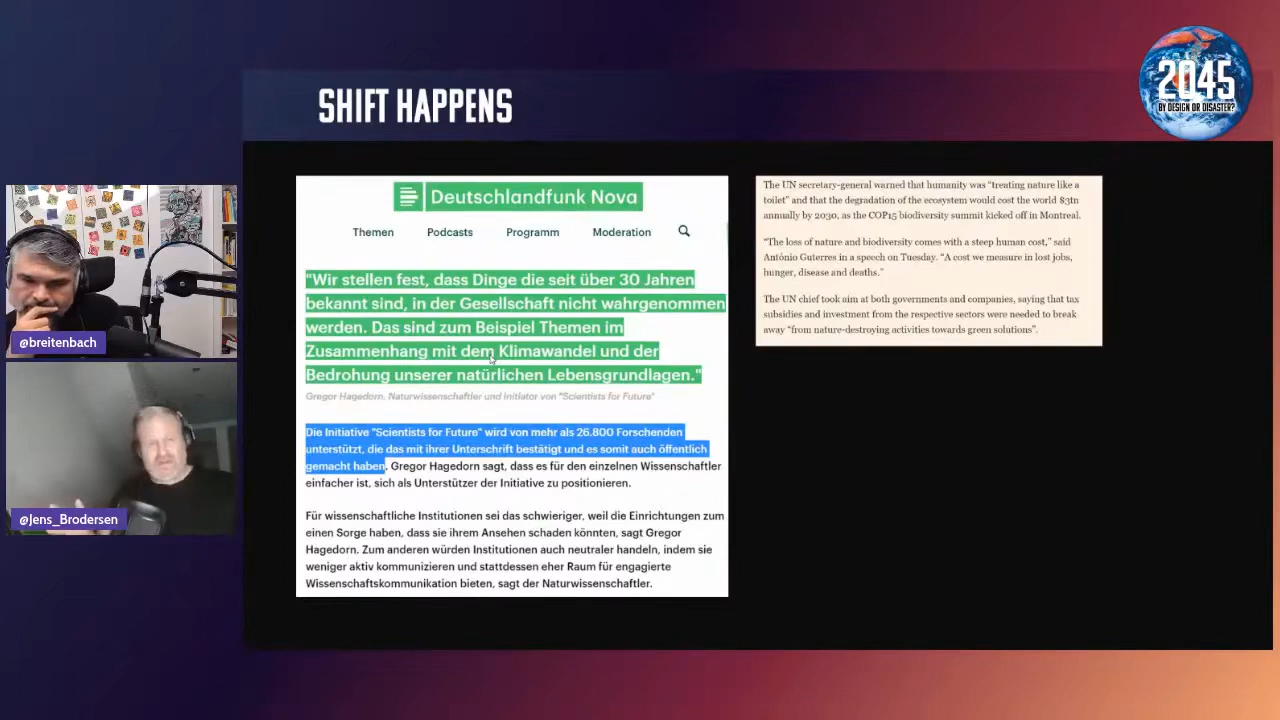 SHIFT HAPPENS
2045
BY DESIGN OR DISASTER?
@breitenbach
@Jens_Brodersen
Deutschlandfunk Nova
Themen Podcasts Programm Moderation
"Wir stellen fest, dass Dinge die seit über 30 Jahren
bekannt sind, in der Gesellschaft nicht wahrgenommen
werden. Das sind zum Beispiel Themen im
Zusammenhang mit dem Klimawandel und der
Bedrohung unserer natürlichen Lebensgrundlagen."
Gregor Hagedorn, Naturwissenschaftler und Initiator von "Scientists for Future"
Die Initiative "Scientists for Future" wird von mehr als 26.800 Forschenden
unterstützt, die das mit ihrer Unterschrift bestätigt und es somit auch öffentlich
gemacht haben. Gregor Hagedorn sagt, dass es für den einzelnen Wissenschaftler
einfacher ist, sich als Unterstützer der Initiative zu positionieren.
Für wissenschaftliche Institutionen sei das schwieriger, weil die Einrichtungen zum
einen Sorge haben, dass sie ihrem Ansehen schaden könnten, sagt Gregor
Hagedorn. Zum anderen würden Institutionen auch neutraler handeln, indem sie
weniger aktiv kommunizieren und stattdessen eher Raum für engagierte
Wissenschaftskommunikation bieten, sagt der Naturwissenschaftler.
The UN secretary-general warned that humanity was “treating nature like a
toilet” and that the degradation of the ecosystem would cost the world $3tn
annually by 2030, as the COP15 biodiversity summit kicked off in Montreal.
“The loss of nature and biodiversity comes with a steep human cost,” said
António Guterres in a speech on Tuesday. “A cost we measure in lost jobs,
hunger, disease and deaths.”
The UN chief took aim at both governments and companies, saying that tax
subsidies and investment from the respective sectors were needed to break
away “from nature-destroying activities towards green solutions”.